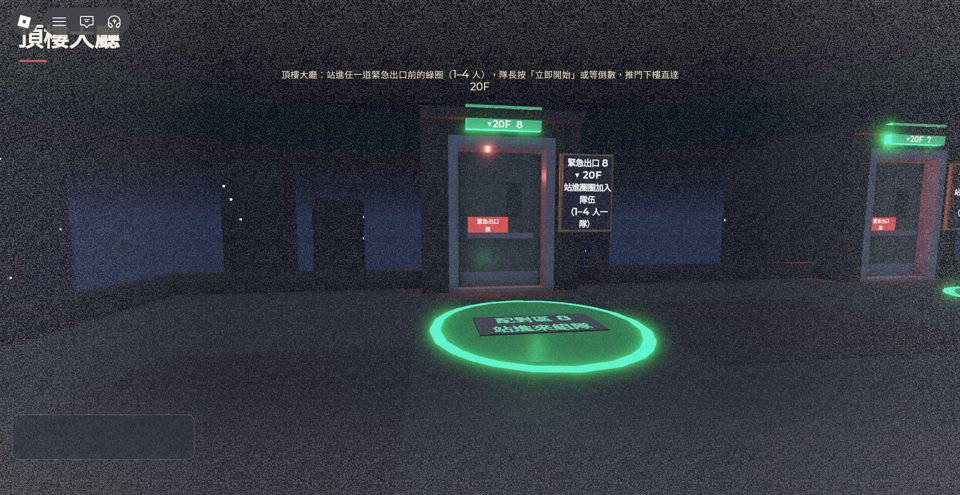 頂樓大廳
頂樓大廳：站進任一道緊急出口前的綠圈（1–4 人），隊長按「立即開始」或等倒數，推門下樓直達
20F
▼20F 8
緊急出口 8
▼ 20F
站進圈圈加入
隊伍
（1–4 人一
隊）
緊急出口
推
配對區 8
站進來組隊
▼20F 7
緊急出口